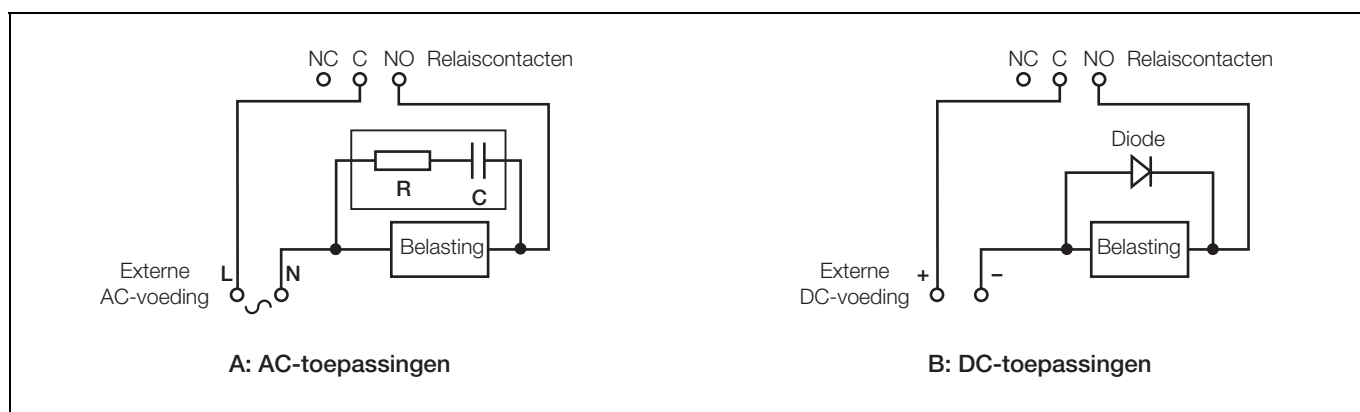 NC C NO Relaiscontacten
R
C
Belasting
Externe
AC-voeding
L N
A: AC-toepassingen
NC C NO Relaiscontacten
Diode
Belasting
Externe
DC-voeding
+ −
B: DC-toepassingen